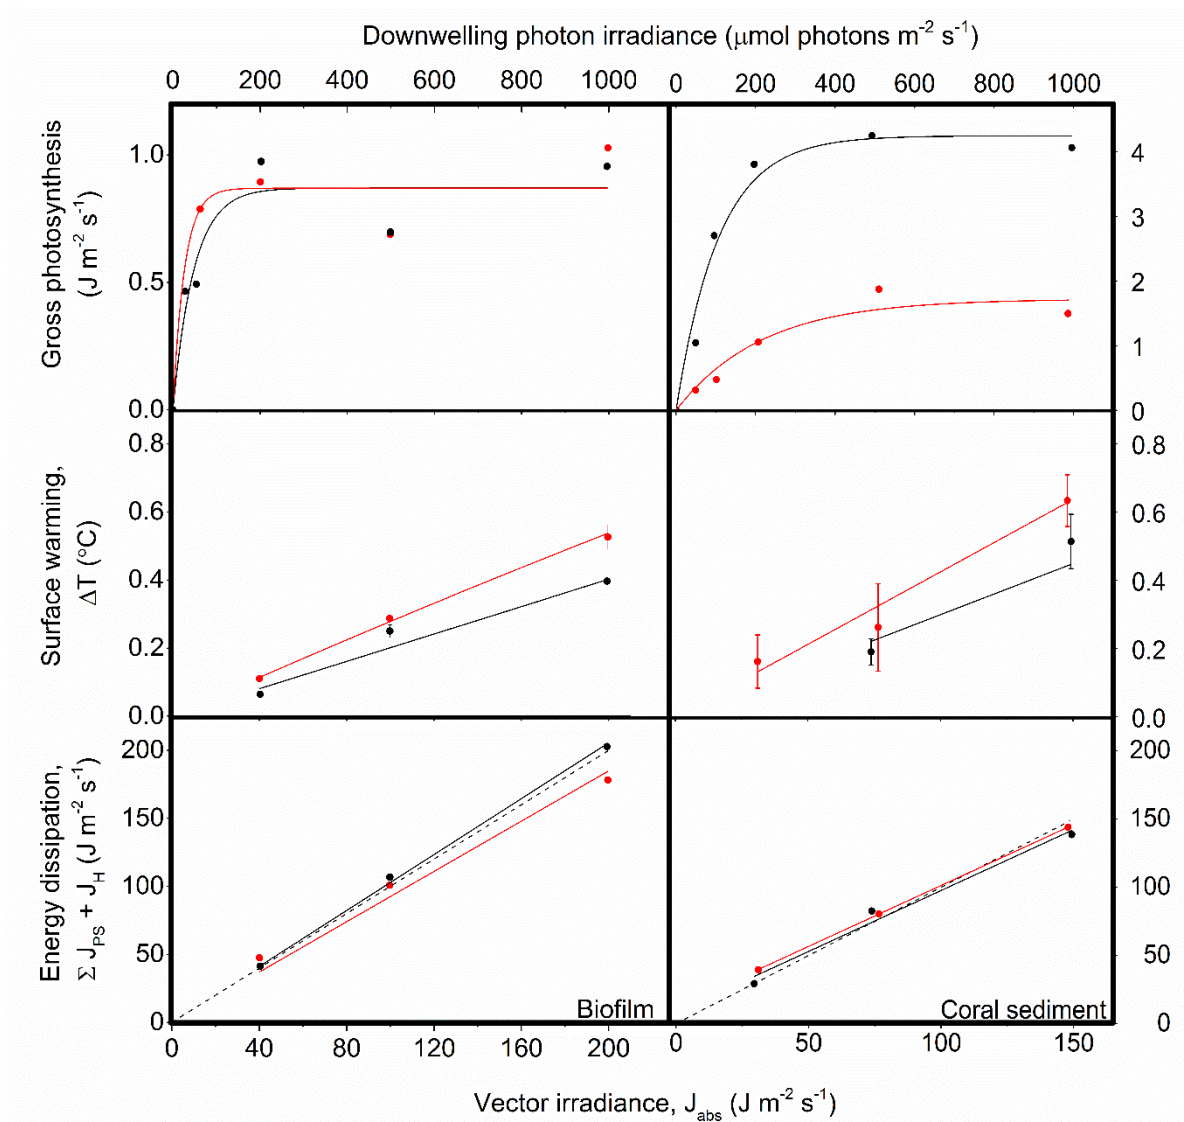 Downwelling photon irradiance (μmol photons m⁻² s⁻¹)
0 200 400 600 800 1000 0 200 400 600 800 1000
Gross photosynthesis
(J m⁻² s⁻¹)
1.0
0.5
0.0
4
3
2
1
0
Surface warming,
ΔT (°C)
0.8
0.6
0.4
0.2
0.0
0.8
0.6
0.4
0.2
0.0
Energy dissipation,
Σ J_PS + J_H (J m⁻² s⁻¹)
200
150
100
50
0
200
150
100
50
0
Biofilm
Coral sediment
0 40 80 120 160 200 0 50 100 150
Vector irradiance, J_abs (J m⁻² s⁻¹)